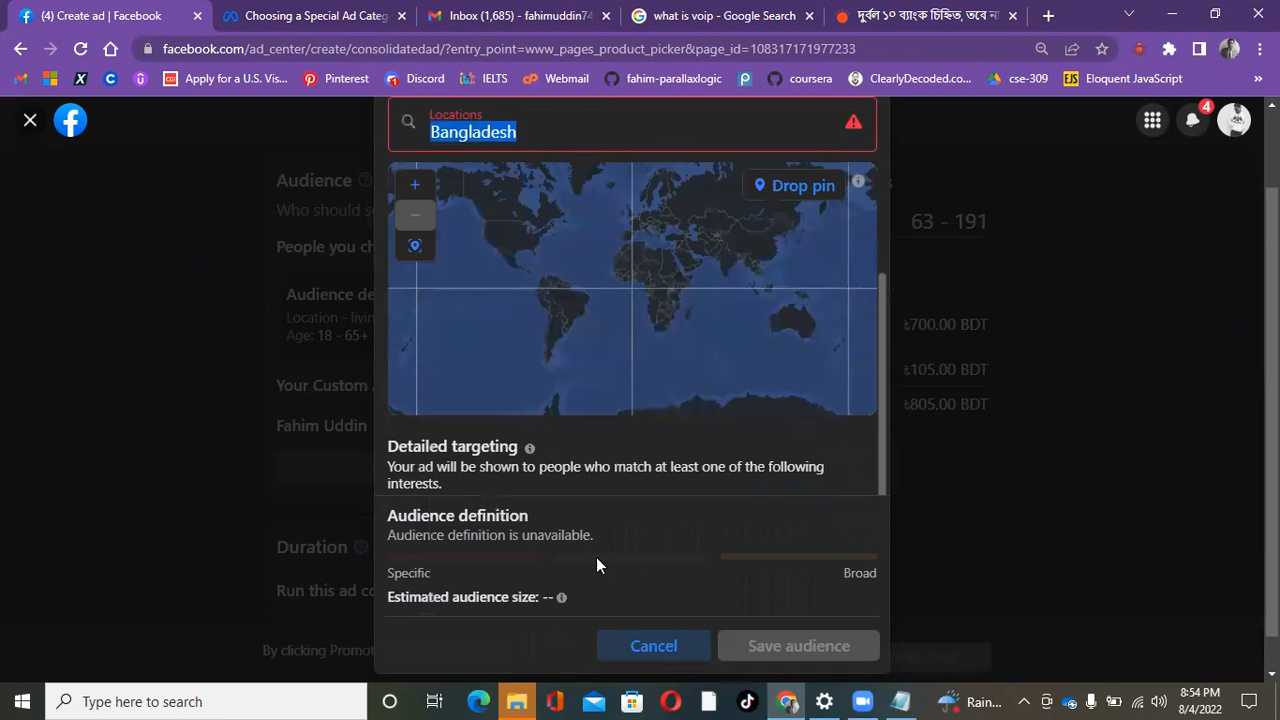 (4) Create ad | Facebook
Choosing a Special Ad Categ
Inbox (1,685) - fahimuddin74
what is voip - Google Search
দুর্বল ১০ ব্যাংক চিহ্নিত, তবে না
facebook.com/ad_center/create/consolidatedad/?entry_point=www_pages_product_picker&page_id=108317171977233
Apply for a U.S. Vis...
Pinterest
Discord
IELTS
Webmail
fahim-parallaxlogic
coursera
ClearlyDecoded.co...
cse-309
EJS
Eloquent JavaScript
»
4
Locations
Bangladesh
Drop pin
Audience
Who should s
People you ch
Audience de
Location - livin
Age: 18 - 65+
Your Custom A
Fahim Uddin
Duration
Run this ad co
By clicking Promot
63 - 191
৳700.00 BDT
৳105.00 BDT
৳805.00 BDT
Detailed targeting
Your ad will be shown to people who match at least one of the following
interests.
Audience definition
Audience definition is unavailable.
Specific
Broad
Estimated audience size: --
Cancel
Save audience
Type here to search
Rain...
8:54 PM
8/4/2022